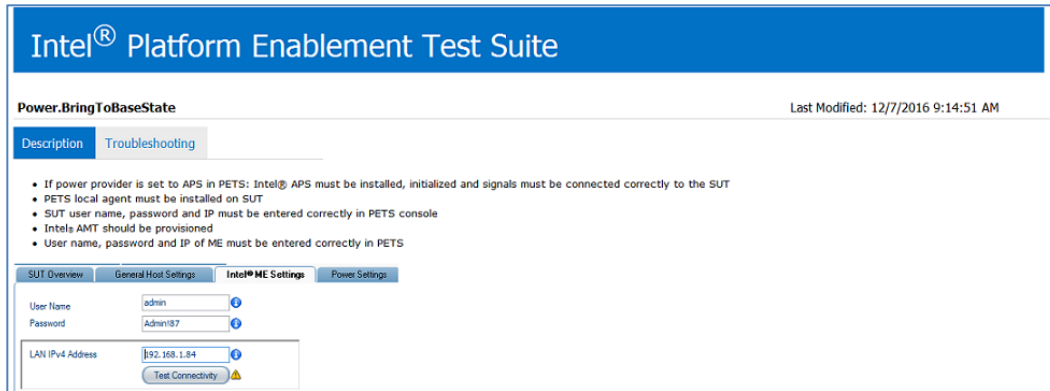 Intel® Platform Enablement Test Suite
Power.BringToBaseState Last Modified: 12/7/2016 9:14:51 AM
Description Troubleshooting
• If power provider is set to APS in PETS: Intel® APS must be installed, initialized and signals must be connected correctly to the SUT
• PETS local agent must be installed on SUT
• SUT user name, password and IP must be entered correctly in PETS console
• Intel® AMT should be provisioned
• User name, password and IP of ME must be entered correctly in PETS
SUT Overview General Host Settings Intel® ME Settings Power Settings
User Name admin
Password Admin!87
LAN IPv4 Address 192.168.1.84
Test Connectivity